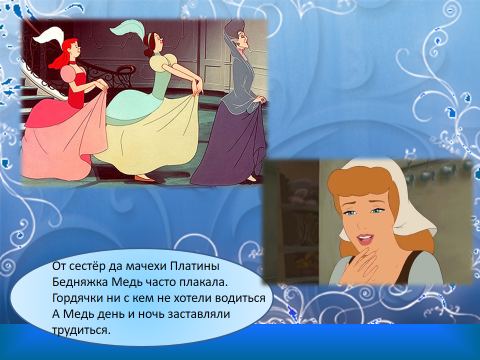 От сестёр да мачехи Платины
Бедняжка Медь часто плакала.
Гордячки ни с кем не хотели водиться
А Медь день и ночь заставляли
трудиться.